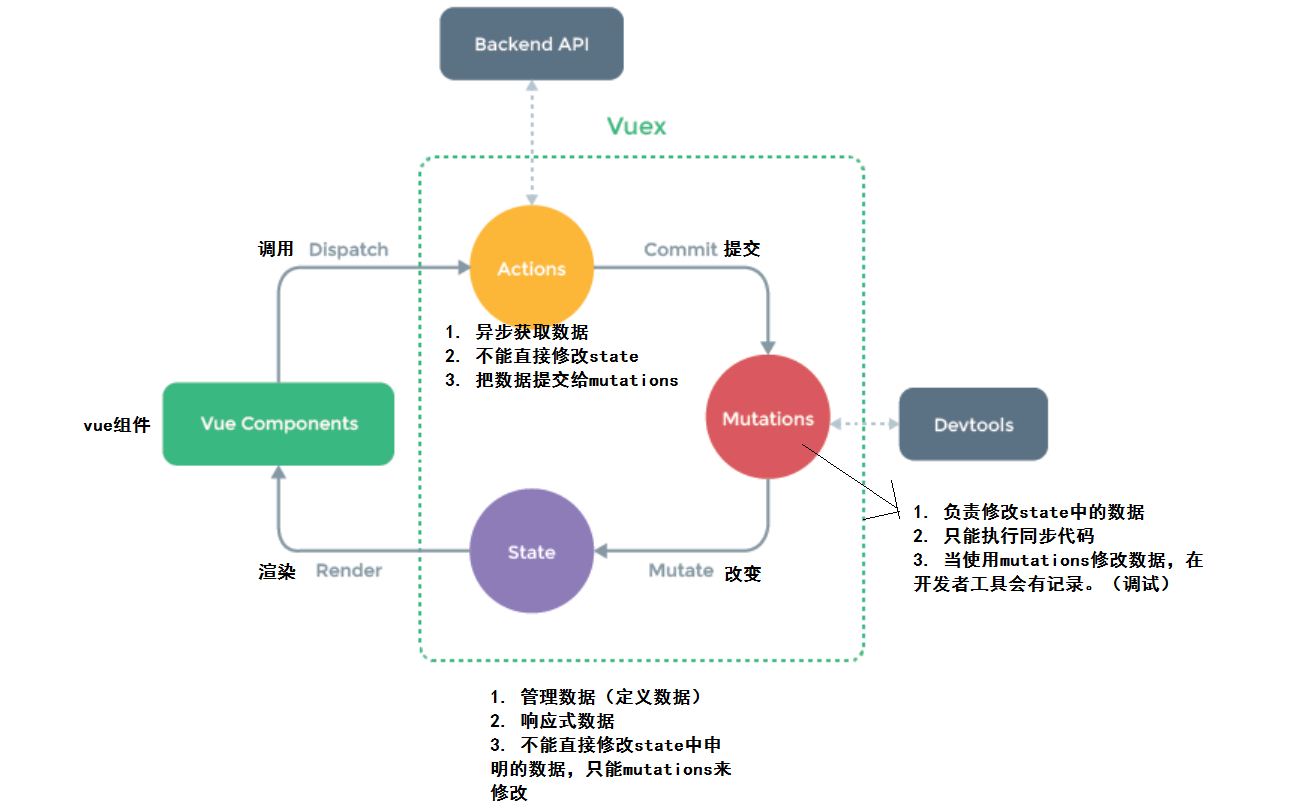 Backend API
Vuex
调用 Dispatch
Actions
Commit 提交
1. 异步获取数据
2. 不能直接修改state
3. 把数据提交给mutations
vue组件
Vue Components
Mutations
Devtools
1. 负责修改state中的数据
2. 只能执行同步代码
3. 当使用mutations修改数据，在
开发者工具会有记录。（调试）
State
渲染 Render
Mutate 改变
1. 管理数据（定义数据）
2. 响应式数据
3. 不能直接修改state中申
明的数据，只能mutations来
修改